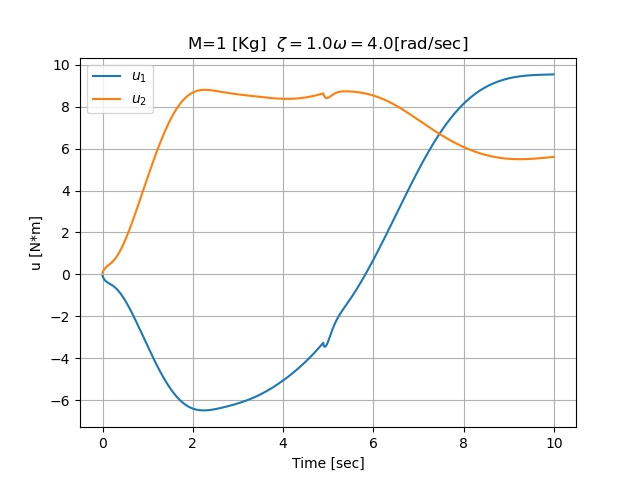 M=1 [Kg]  ζ = 1.0ω = 4.0[rad/sec]
u₁
u₂
10
8
6
4
2
0
−2
−4
−6
u [N*m]
0 2 4 6 8 10
Time [sec]